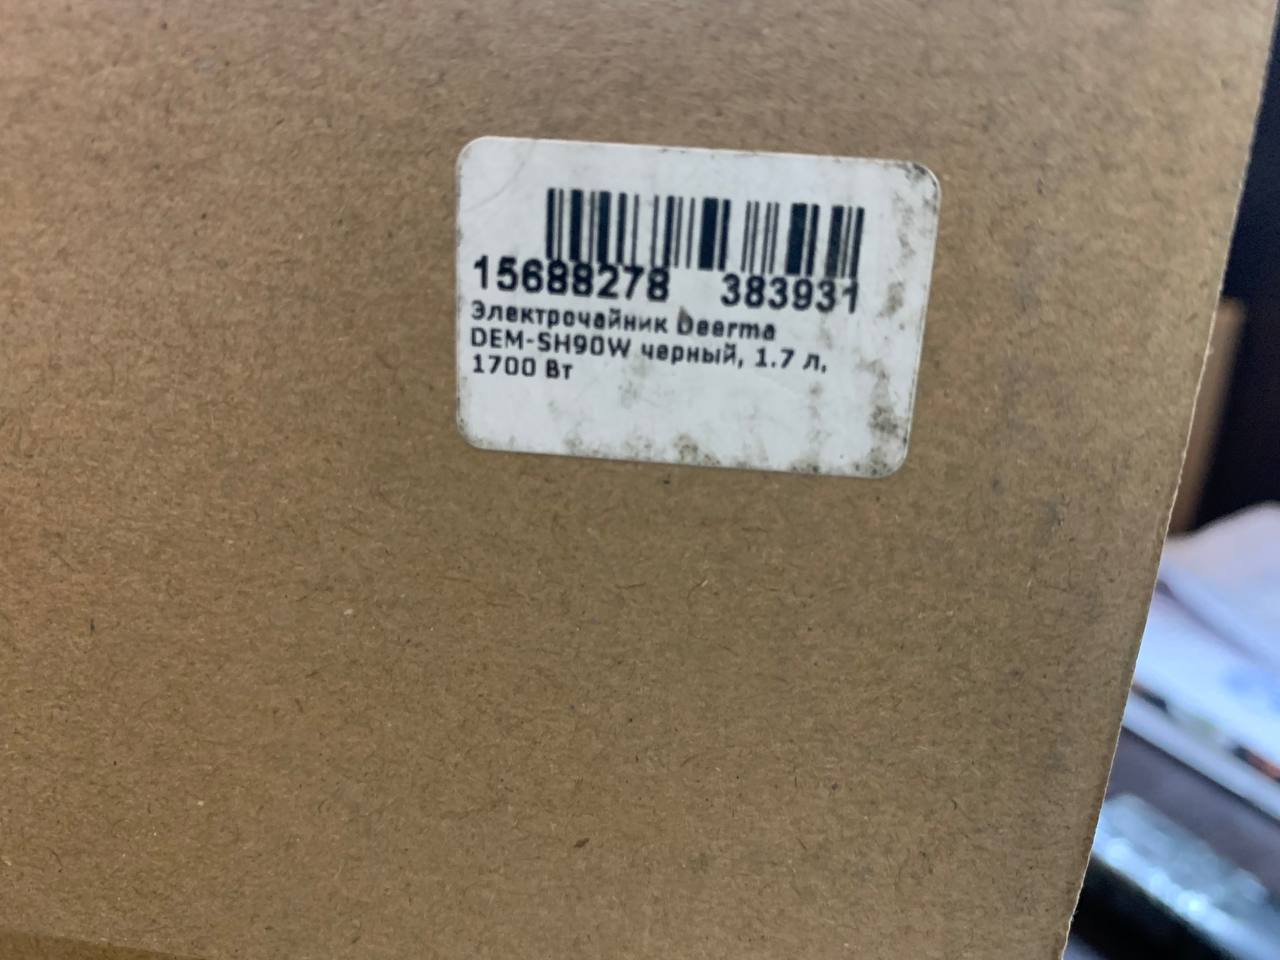 15688278 383931
Электрочайник Deerma
DEM-SH90W черный, 1.7 л,
1700 Вт